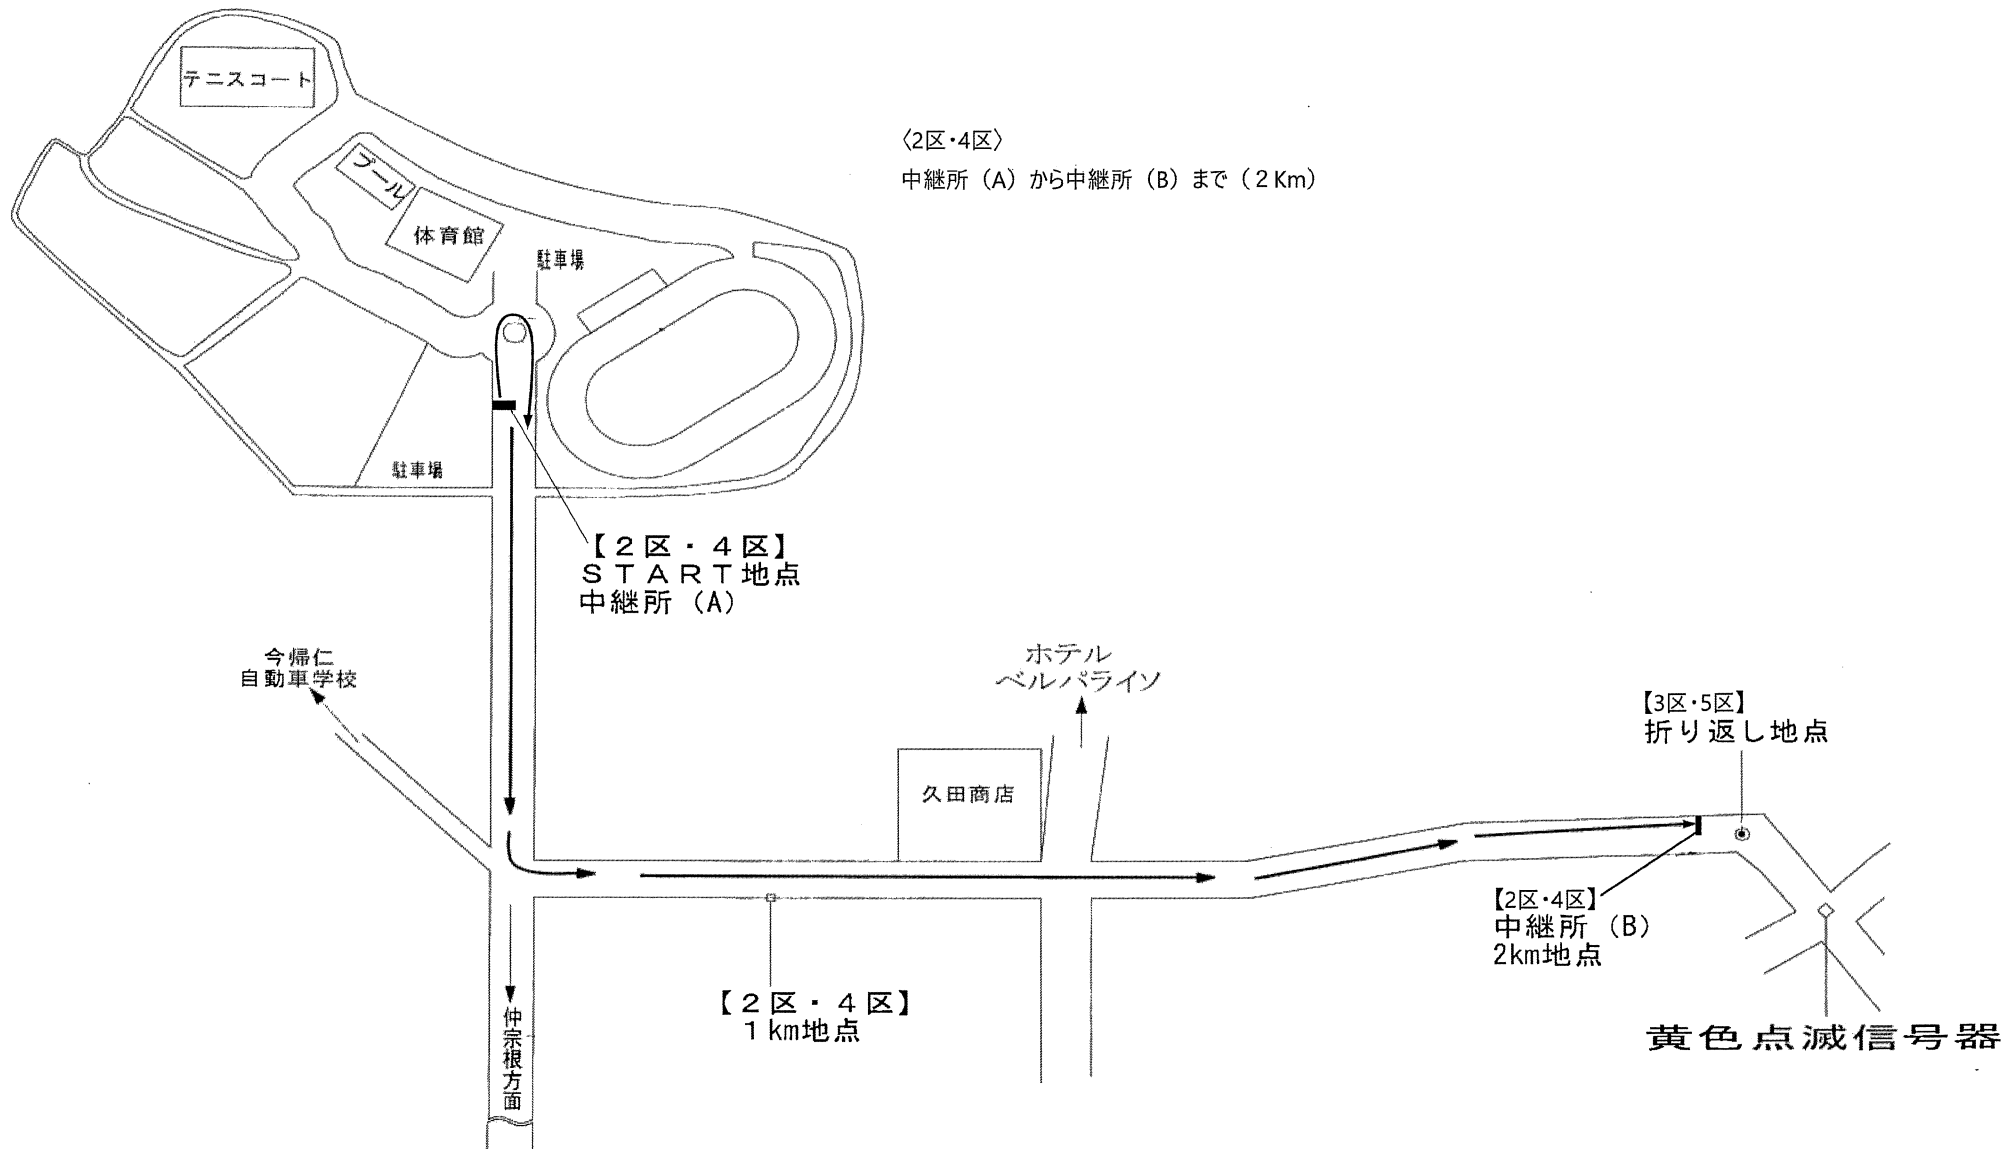 テニスコート
〈2区・4区〉
中継所（A）から中継所（B）まで（２Km）
プール
体育館
駐車場
駐車場
【２区・４区】
ＳＴＡＲＴ地点
中継所（A）
今帰仁
自動車学校
ホテル
ベルパライソ
【3区・5区】
折り返し地点
久田商店
【2区・4区】
中継所（B）
2km地点
【２区・４区】
１km地点
仲宗根方面
黄色点滅信号器